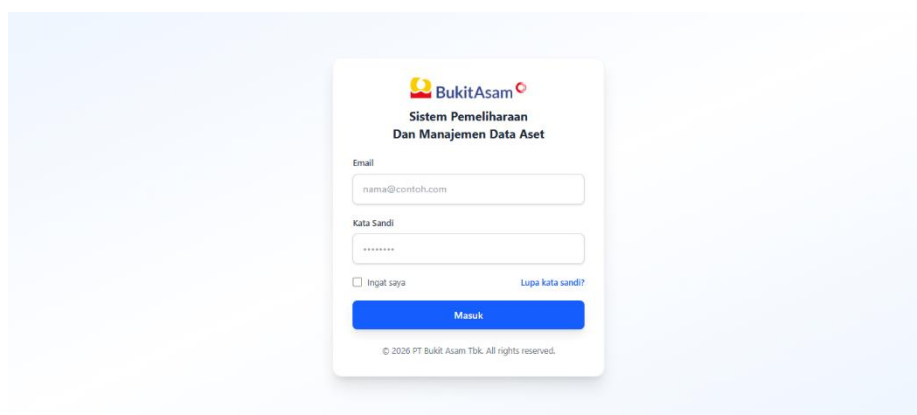 BukitAsam
Sistem Pemeliharaan
Dan Manajemen Data Aset
Email
nama@contoh.com
Kata Sandi
••••••••
Ingat saya
Lupa kata sandi?
Masuk
© 2026 PT Bukit Asam Tbk. All rights reserved.